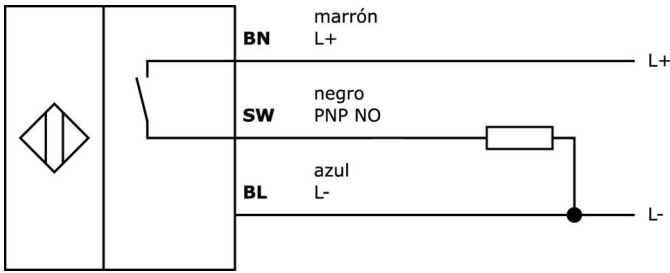 marrón
BN L+
L+
negro
SW PNP NO
azul
BL L-
L-